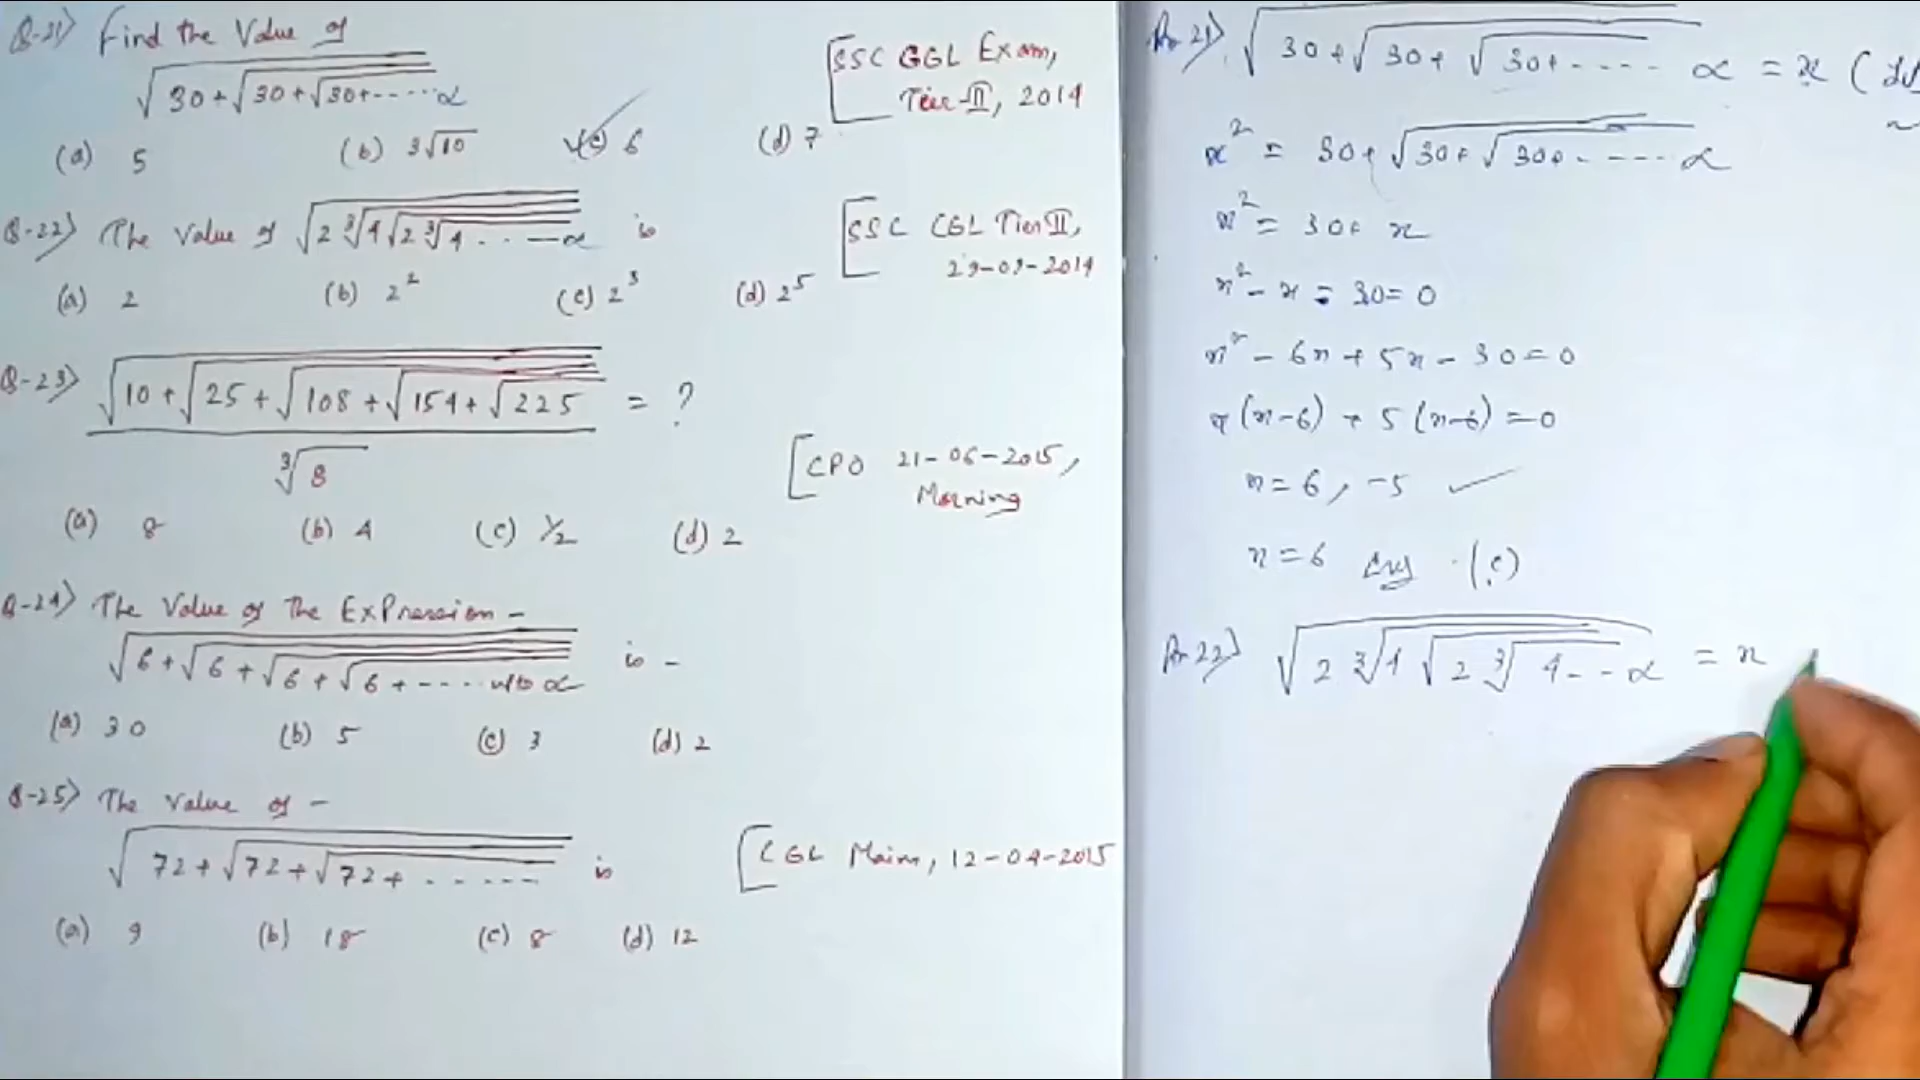 Q-21) Find the Value of
√30+√30+√30+-----α
(a) 5 (b) 3√10 (c) 6 (d) 7
[SSC GGL Exam,
Tier-II, 2014
Q-22) The Value of √2 ∛4 √2 ∛4 . . —α is
(a) 2 (b) 2² (c) 2³ (d) 2⁵
[SSC CGL Tier II,
Q-23) √10+√25+√108+√154+√225 = ?
∛8
[CPO 21-06-2015,
Morning
(a) 8 (b) 4 (c) 1/2 (d) 2
Q-24) The Value of The Expression -
√6+√6+√6+√6+----- upto α is -
(a) 30 (b) 5 (c) 3 (d) 2
Q-25) The Value of -
√72+√72+√72+ . - - - - - is
[CGL Mains, 12-04-2015
(a) 9 (b) 18 (c) 8 (d) 12
21) √30+√30+√30+----- α = x
x² = 30+√30+√30+----- α
x² = 30+ x
x² - x - 30 = 0
x² - 6x + 5x - 30 = 0
x(x-6) + 5(x-6) = 0
x = 6, -5
x = 6 Ans (c)
22) √2 ∛4 √2 ∛4 - - α = x